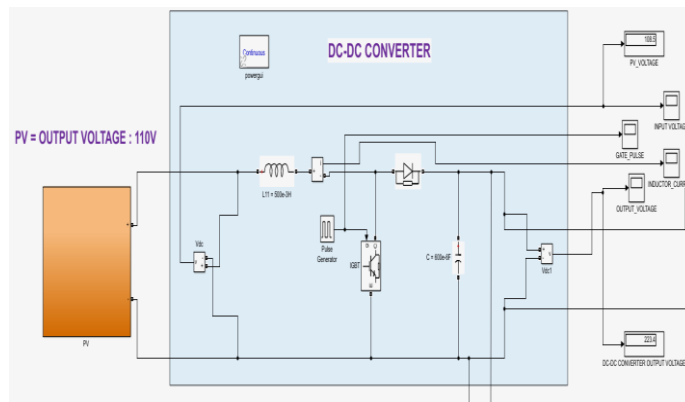 Continuous
powergui
DC-DC CONVERTER
PV_VOLTAGE
PV = OUTPUT VOLTAGE : 110V
INPUT VOLTAG
GATE_PULSE
INDUCTOR_CURR
OUTPUT_VOLTAGE
L11 = 500e-3H
Pulse
Generator
Vdc
IGBT
C = 600e-6F
Vdc1
PV
223.4
DC-DC CONVERTER OUTPUT VOLTAGE